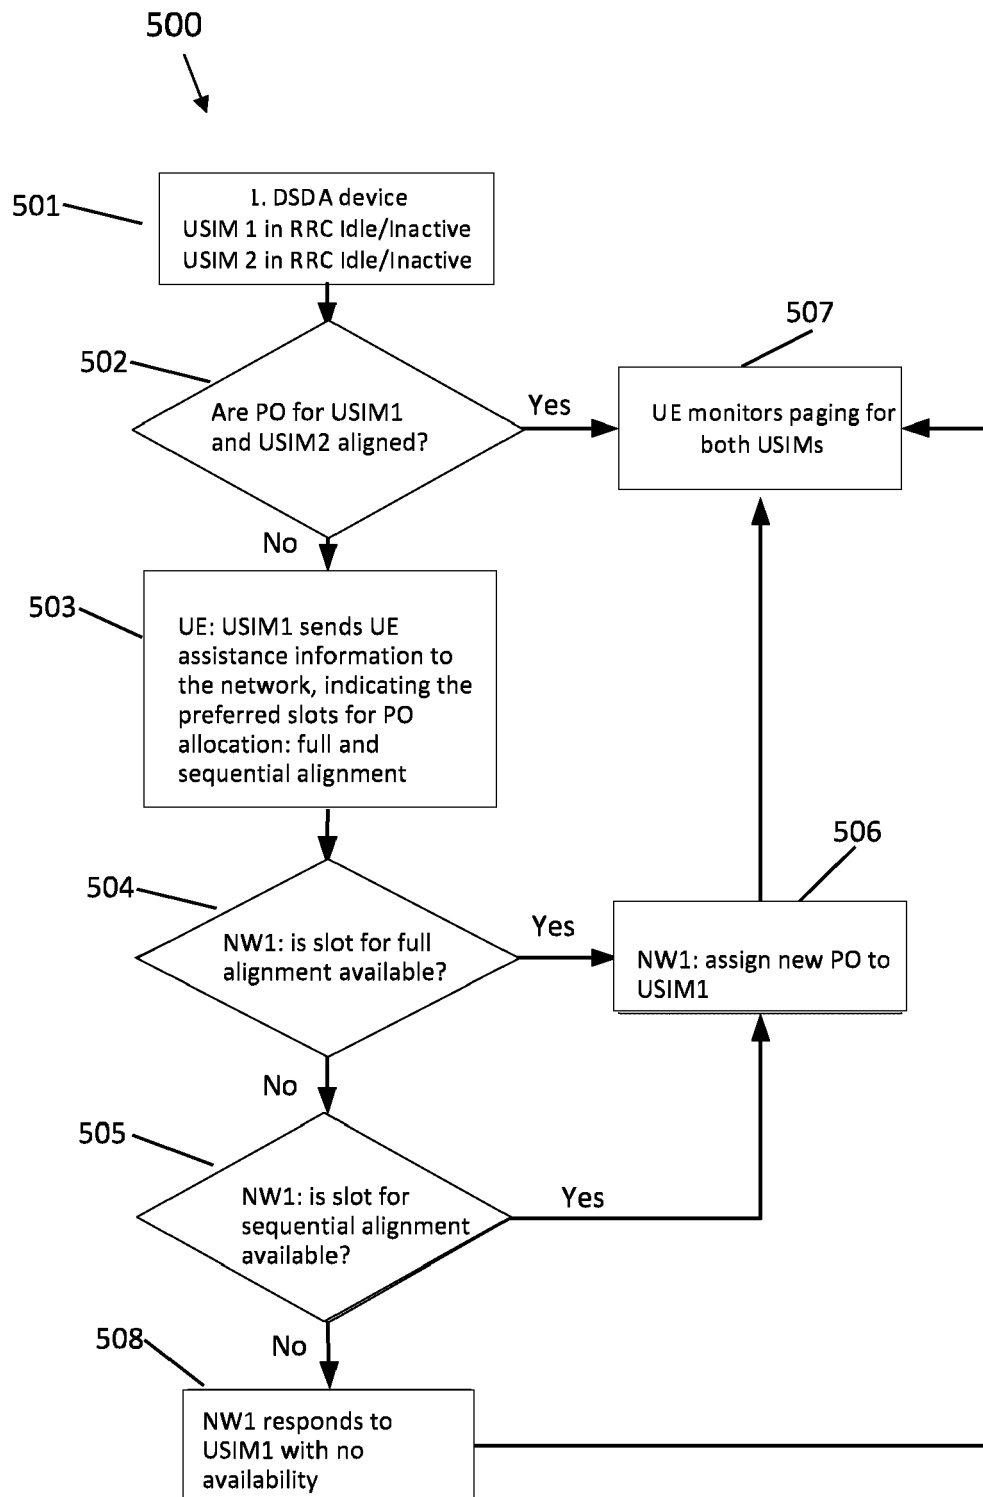 500
501
1. DSDA device
USIM 1 in RRC Idle/Inactive
USIM 2 in RRC Idle/Inactive
507
502
Are PO for USIM1
and USIM2 aligned?
Yes
UE monitors paging for
both USIMs
No
503
UE: USIM1 sends UE
assistance information to
the network, indicating the
preferred slots for PO
allocation: full and
sequential alignment
506
504
NW1: is slot for full
alignment available?
Yes
NW1: assign new PO to
USIM1
No
505
NW1: is slot for
sequential alignment
available?
Yes
No
508
NW1 responds to
USIM1 with no
availability